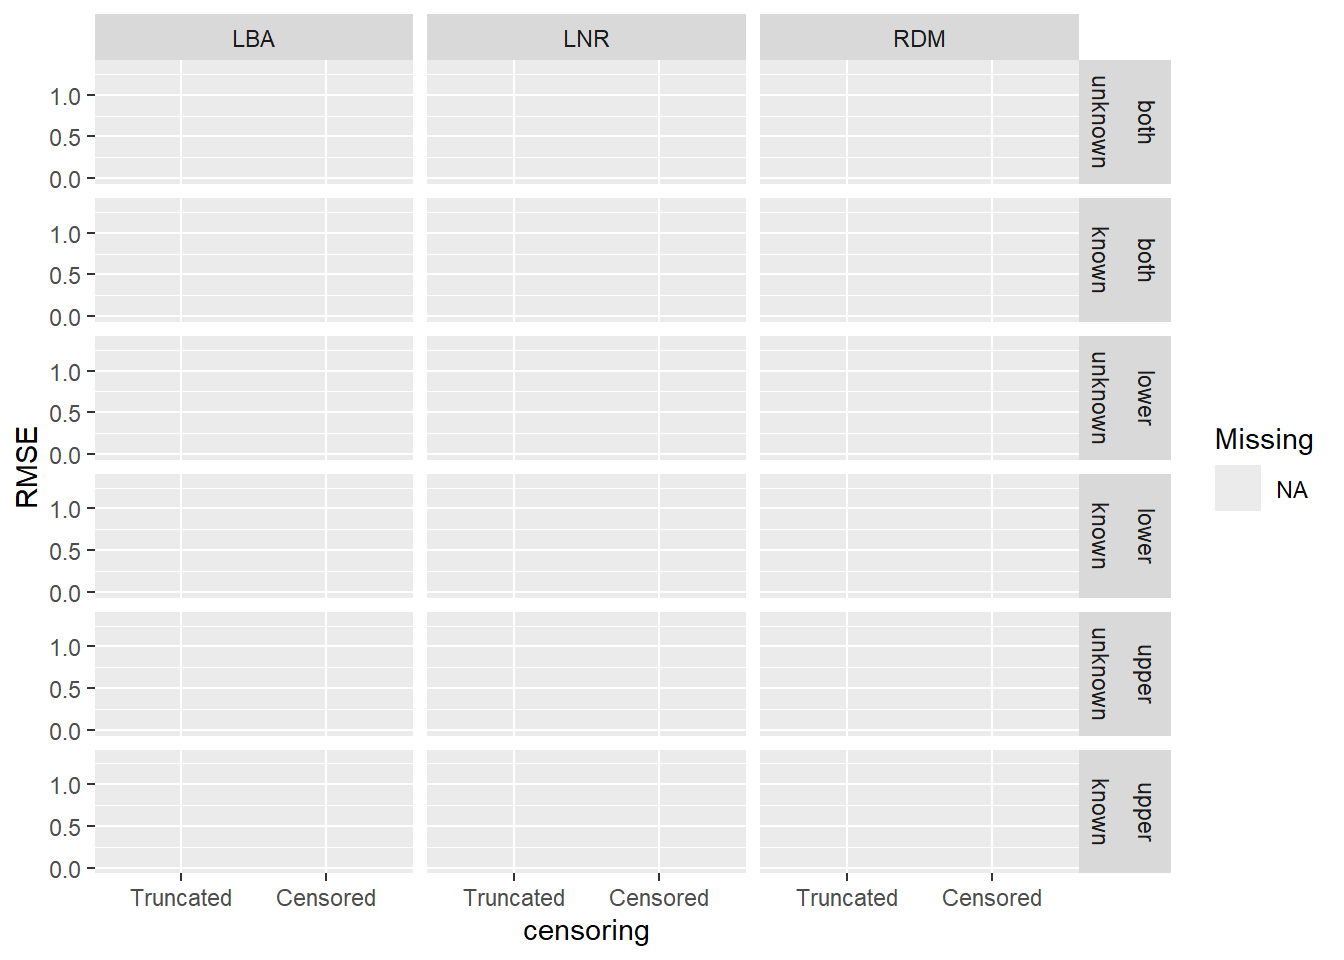 LBA
LNR
RDM
1.0
0.5
0.0
unknown
both
1.0
0.5
0.0
known
both
1.0
0.5
0.0
unknown
lower
1.0
0.5
0.0
known
lower
1.0
0.5
0.0
unknown
upper
1.0
0.5
0.0
known
upper
RMSE
Truncated
Censored
Truncated
Censored
Truncated
Censored
censoring
Missing
NA